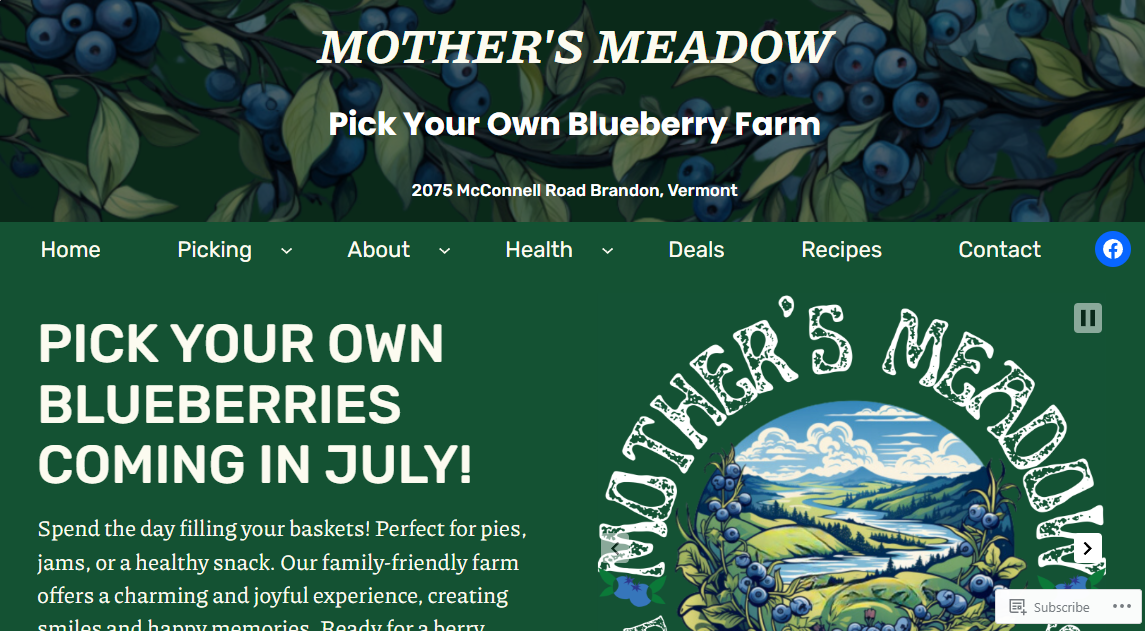 MOTHER'S MEADOW
Pick Your Own Blueberry Farm
2075 McConnell Road Brandon, Vermont
Home Picking About Health Deals Recipes Contact
PICK YOUR OWN
BLUEBERRIES
COMING IN JULY!
Spend the day filling your baskets! Perfect for pies,
jams, or a healthy snack. Our family-friendly farm
offers a charming and joyful experience, creating
smiles and happy memories. Ready for a berry
MOTHER'S MEADOW
Subscribe